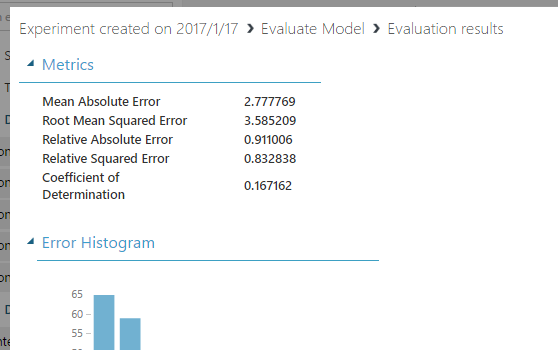 Experiment created on 2017/1/17 › Evaluate Model › Evaluation results
Metrics
Mean Absolute Error 2.777769
Root Mean Squared Error 3.585209
Relative Absolute Error 0.911006
Relative Squared Error 0.832838
Coefficient of
Determination 0.167162
Error Histogram
65
60
55